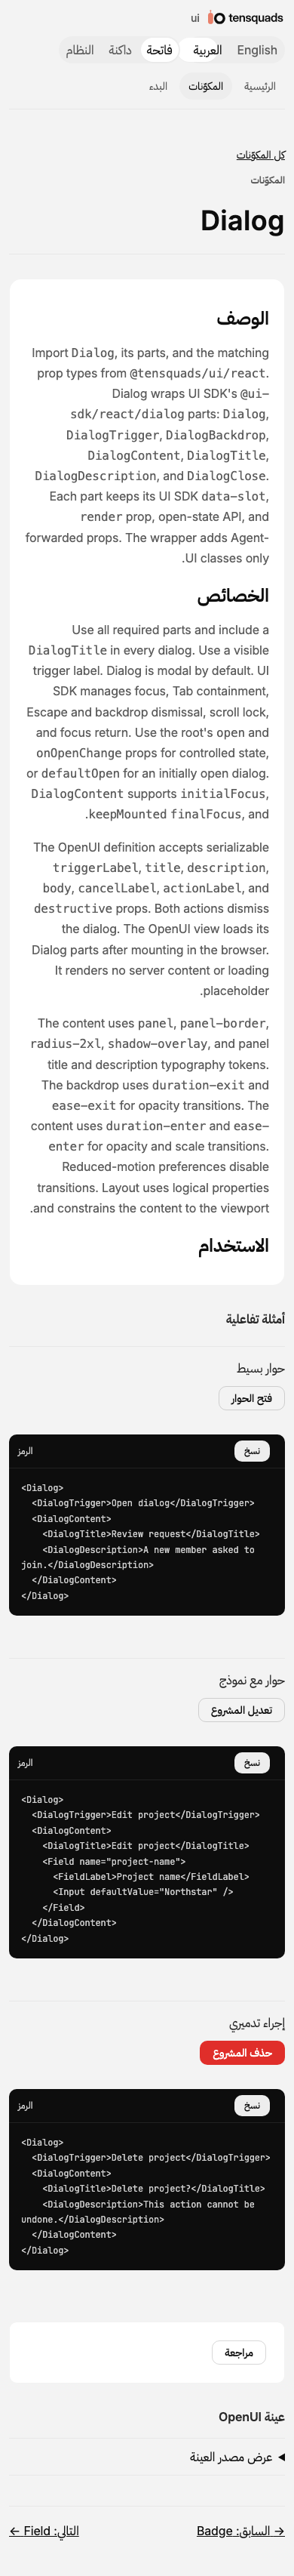 tensquads ui
English العربية فاتحة داكنة النظام
الرئيسية المكوّنات البدء
كل المكوّنات
المكوّنات
Dialog
الوصف
Import Dialog, its parts, and the matching
prop types from @tensquads/ui/react.
Dialog wraps UI SDK's @ui-
sdk/react/dialog parts: Dialog,
DialogTrigger, DialogBackdrop,
DialogContent, DialogTitle,
DialogDescription, and DialogClose.
Each part keeps its UI SDK data-slot,
render prop, open-state API, and
forwarded props. The wrapper adds Agent-
UI classes only.
الخصائص
Use all required parts and include a
DialogTitle in every dialog. Use a visible
trigger label. Dialog is modal by default. UI
SDK manages focus, Tab containment,
Escape and backdrop dismissal, scroll lock,
and focus return. Use the root's open and
onOpenChange props for controlled state,
or defaultOpen for an initially open dialog.
DialogContent supports initialFocus,
finalFocus, and keepMounted.
The OpenUI definition accepts serializable
triggerLabel, title, description,
body, cancelLabel, actionLabel, and
destructive props. Both actions dismiss
the dialog. The OpenUI view loads its
Dialog parts after mounting in the browser.
It renders no server content or loading
placeholder.
The content uses panel, panel-border,
radius-2xl, shadow-overlay, and panel
title and description typography tokens.
The backdrop uses duration-exit and
ease-exit for opacity transitions. The
content uses duration-enter and ease-
enter for opacity and scale transitions.
Reduced-motion preferences disable
transitions. Layout uses logical properties
and constrains the content to the viewport.
الاستخدام
أمثلة تفاعلية
حوار بسيط
فتح الحوار
نسخ الرمز
<Dialog>
<DialogTrigger>Open dialog</DialogTrigger>
<DialogContent>
<DialogTitle>Review request</DialogTitle>
<DialogDescription>A new member asked to
join.</DialogDescription>
</DialogContent>
</Dialog>
حوار مع نموذج
تعديل المشروع
نسخ الرمز
<Dialog>
<DialogTrigger>Edit project</DialogTrigger>
<DialogContent>
<DialogTitle>Edit project</DialogTitle>
<Field name="project-name">
<FieldLabel>Project name</FieldLabel>
<Input defaultValue="Northstar" />
</Field>
</DialogContent>
</Dialog>
إجراء تدميري
حذف المشروع
نسخ الرمز
<Dialog>
<DialogTrigger>Delete project</DialogTrigger>
<DialogContent>
<DialogTitle>Delete project?</DialogTitle>
<DialogDescription>This action cannot be
undone.</DialogDescription>
</DialogContent>
</Dialog>
مراجعة
عينة OpenUI
◀ عرض مصدر العينة
→ السابق: Badge
التالي: Field ←